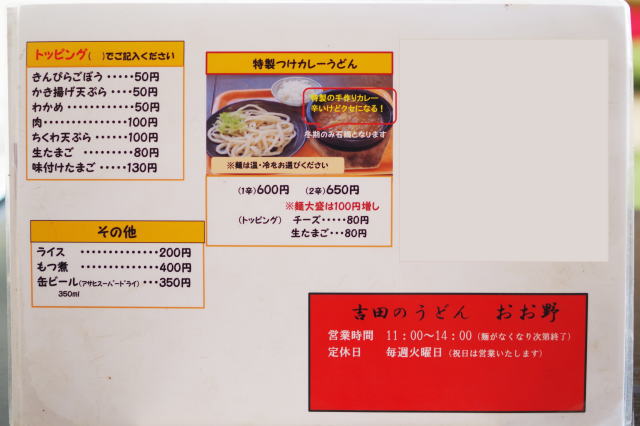 トッピング( )でご記入ください
きんぴらごぼう・・・・・50円
かき揚げ天ぷら・・・・50円
わかめ・・・・・・・・・・・・50円
肉・・・・・・・・・・・・・・・100円
ちくわ天ぷら・・・・・・100円
生たまご ・・・・・・・・・80円
味付けたまご・・・・・130円
その他
ライス ・・・・・・・・・・・・・・200円
もつ煮 ・・・・・・・・・・・・・・400円
缶ビール(アサヒスーパードライ)・・・350円
350ml
特製つけカレーうどん
特製の手作りカレー
辛いけどクセになる！
冬期のみ石鍋となります
※麺は温・冷をお選びください
(1辛)600円 (2辛)650円
※麺大盛は100円増し
(トッピング) チーズ・・・・・80円
生たまご・・・80円
吉田のうどん おお野
営業時間 11：00～14：00（麺がなくなり次第終了）
定休日 毎週火曜日（祝日は営業いたします）